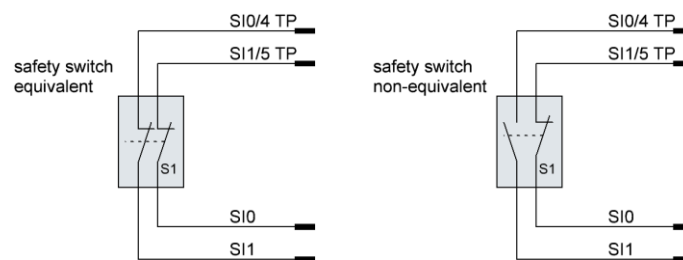 SI0/4 TP
SI1/5 TP
safety switch
equivalent
S1
SI0
SI1
SI0/4 TP
SI1/5 TP
safety switch
non-equivalent
S1
SI0
SI1